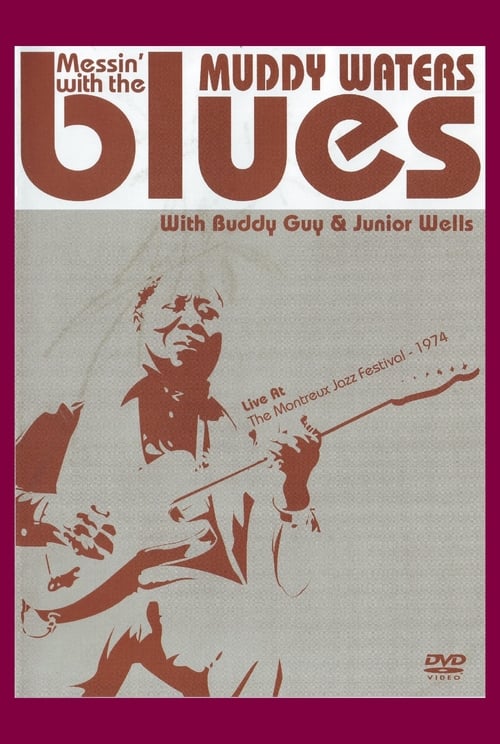 Messin' MUDDY WATERS
with the
blues
With Buddy Guy & Junior Wells
Live At
The Montreux Jazz Festival - 1974
DVD
VIDEO